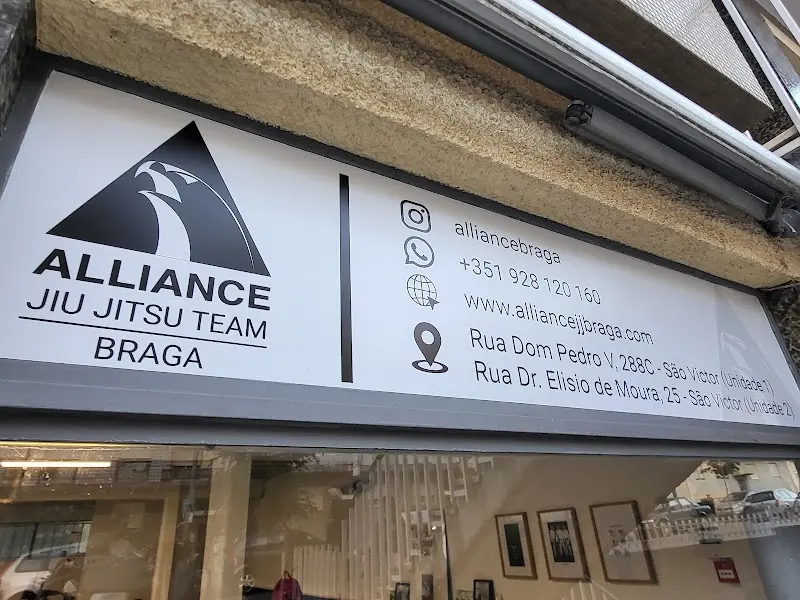 ALLIANCE
JIU JITSU TEAM
BRAGA
alliancebraga
+351 928 120 160
www.alliancejjbraga.com
Rua Dom Pedro V, 288C - São Victor (Unidade 1)
Rua Dr. Elisio de Moura, 25 - São Victor (Unidade 2)